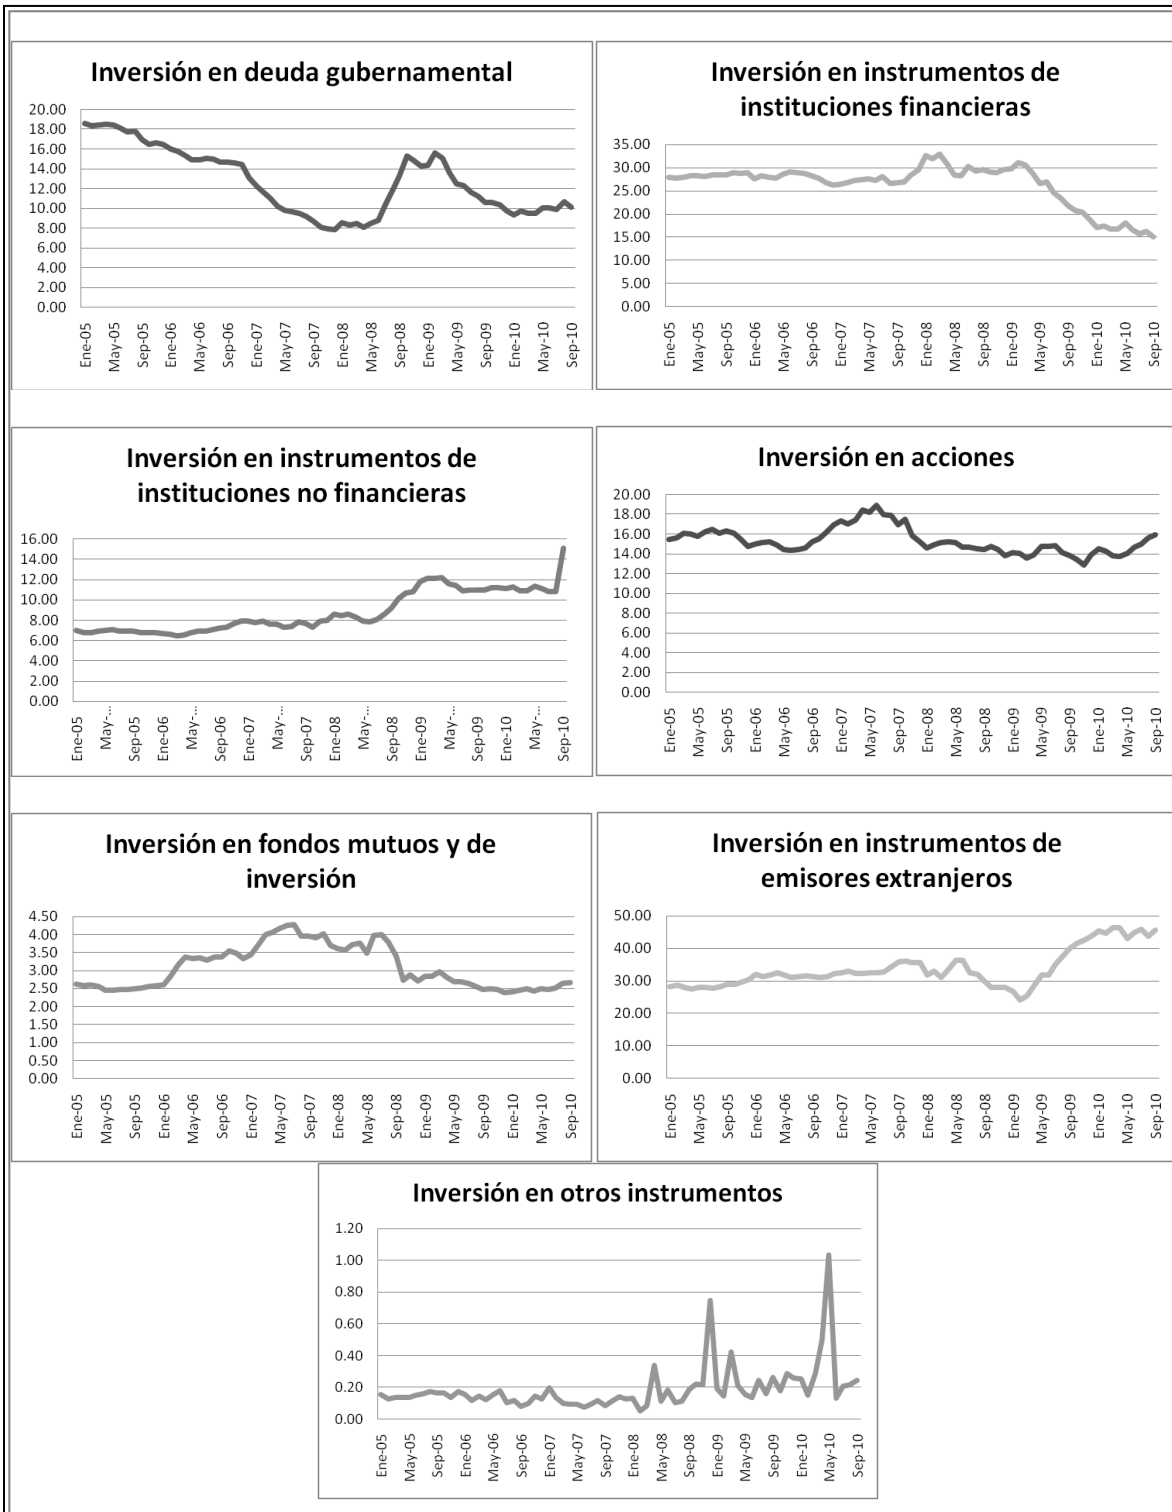 Inversión en deuda gubernamental
20.00
18.00
16.00
14.00
12.00
10.00
8.00
6.00
4.00
2.00
0.00
Ene-05
May-05
Sep-05
Ene-06
May-06
Sep-06
Ene-07
May-07
Sep-07
Ene-08
May-08
Sep-08
Ene-09
May-09
Sep-09
Ene-10
May-10
Sep-10
Inversión en instrumentos de
instituciones financieras
35.00
30.00
25.00
20.00
15.00
10.00
5.00
0.00
Ene-05
May-05
Sep-05
Ene-06
May-06
Sep-06
Ene-07
May-07
Sep-07
Ene-08
May-08
Sep-08
Ene-09
May-09
Sep-09
Ene-10
May-10
Sep-10
Inversión en instrumentos de
instituciones no financieras
16.00
14.00
12.00
10.00
8.00
6.00
4.00
2.00
0.00
Ene-05
May-...
Sep-05
Ene-06
May-...
Sep-06
Ene-07
May-...
Sep-07
Ene-08
May-...
Sep-08
Ene-09
May-...
Sep-09
Ene-10
May-...
Sep-10
Inversión en acciones
20.00
18.00
16.00
14.00
12.00
10.00
8.00
6.00
4.00
2.00
0.00
Ene-05
May-05
Sep-05
Ene-06
May-06
Sep-06
Ene-07
May-07
Sep-07
Ene-08
May-08
Sep-08
Ene-09
May-09
Sep-09
Ene-10
May-10
Sep-10
Inversión en fondos mutuos y de
inversión
4.50
4.00
3.50
3.00
2.50
2.00
1.50
1.00
0.50
0.00
Ene-05
May-05
Sep-05
Ene-06
May-06
Sep-06
Ene-07
May-07
Sep-07
Ene-08
May-08
Sep-08
Ene-09
May-09
Sep-09
Ene-10
May-10
Sep-10
Inversión en instrumentos de
emisores extranjeros
50.00
40.00
30.00
20.00
10.00
0.00
Ene-05
May-05
Sep-05
Ene-06
May-06
Sep-06
Ene-07
May-07
Sep-07
Ene-08
May-08
Sep-08
Ene-09
May-09
Sep-09
Ene-10
May-10
Sep-10
Inversión en otros instrumentos
1.20
1.00
0.80
0.60
0.40
0.20
0.00
Ene-05
May-05
Sep-05
Ene-06
May-06
Sep-06
Ene-07
May-07
Sep-07
Ene-08
May-08
Sep-08
Ene-09
May-09
Sep-09
Ene-10
May-10
Sep-10